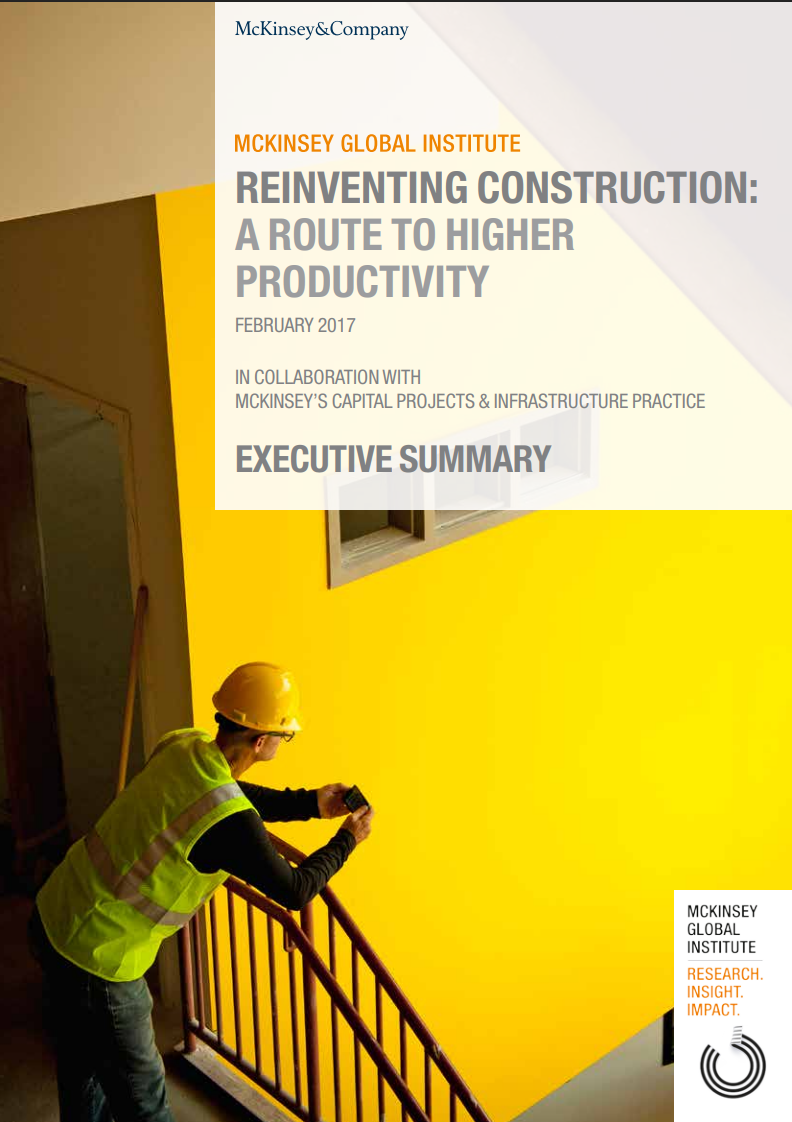 McKinsey&Company
MCKINSEY GLOBAL INSTITUTE
REINVENTING CONSTRUCTION:
A ROUTE TO HIGHER
PRODUCTIVITY
FEBRUARY 2017
IN COLLABORATION WITH
MCKINSEY'S CAPITAL PROJECTS & INFRASTRUCTURE PRACTICE
EXECUTIVE SUMMARY
MCKINSEY
GLOBAL
INSTITUTE
RESEARCH.
INSIGHT.
IMPACT.